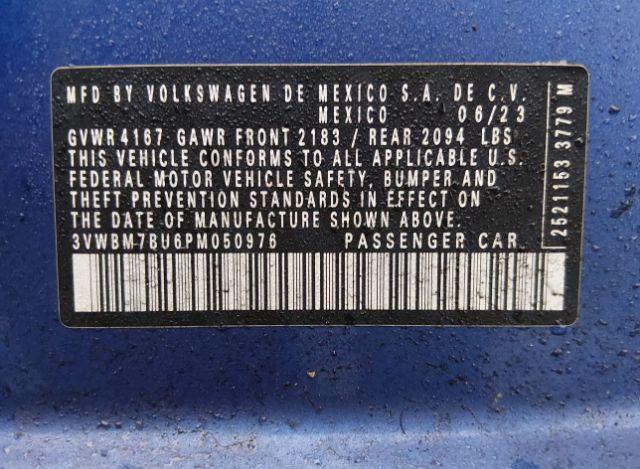 MFD BY VOLKSWAGEN DE MEXICO S.A. DE C.V.
MEXICO 06/23
GVWR 4167 GAWR FRONT 2183 / REAR 2094 LBS
THIS VEHICLE CONFORMS TO ALL APPLICABLE U.S.
FEDERAL MOTOR VEHICLE SAFETY, BUMPER AND
THEFT PREVENTION STANDARDS IN EFFECT ON
THE DATE OF MANUFACTURE SHOWN ABOVE.
3VWBM7BU6PM050976 PASSENGER CAR
2521153 3779 M